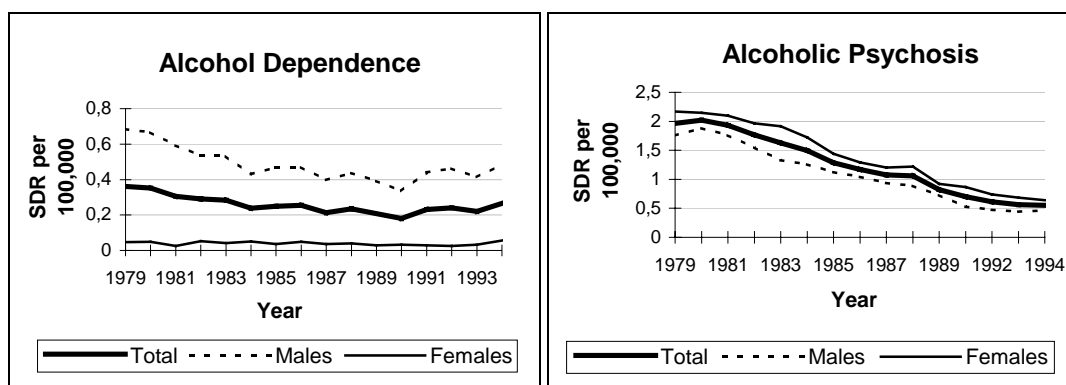 Alcohol Dependence
0,8
0,6
0,4
0,2
0
SDR per
100,000
1979 1981 1983 1985 1987 1989 1991 1993
Year
Total Males Females
Alcoholic Psychosis
2,5
2
1,5
1
0,5
0
SDR per
100,000
1979 1981 1983 1985 1987 1989 1992 1994
Year
Total Males Females